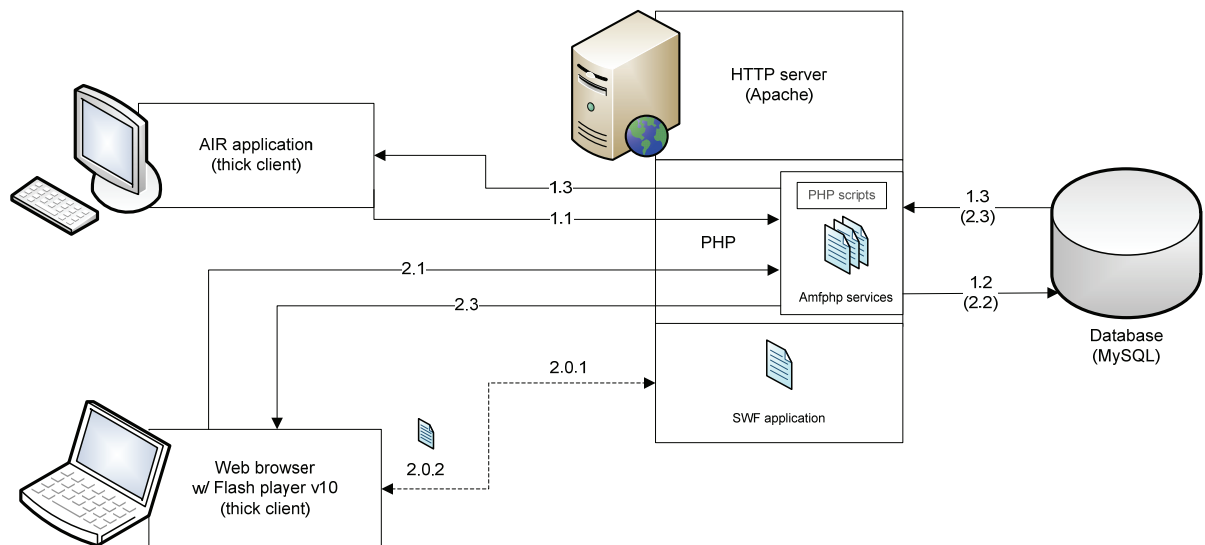 HTTP server
(Apache)
AIR application
(thick client)
PHP scripts
1.3
1.3
(2.3)
1.1
PHP
2.1
Amfphp services
1.2
(2.2)
2.3
Database
(MySQL)
2.0.1
SWF application
2.0.2
Web browser
w/ Flash player v10
(thick client)